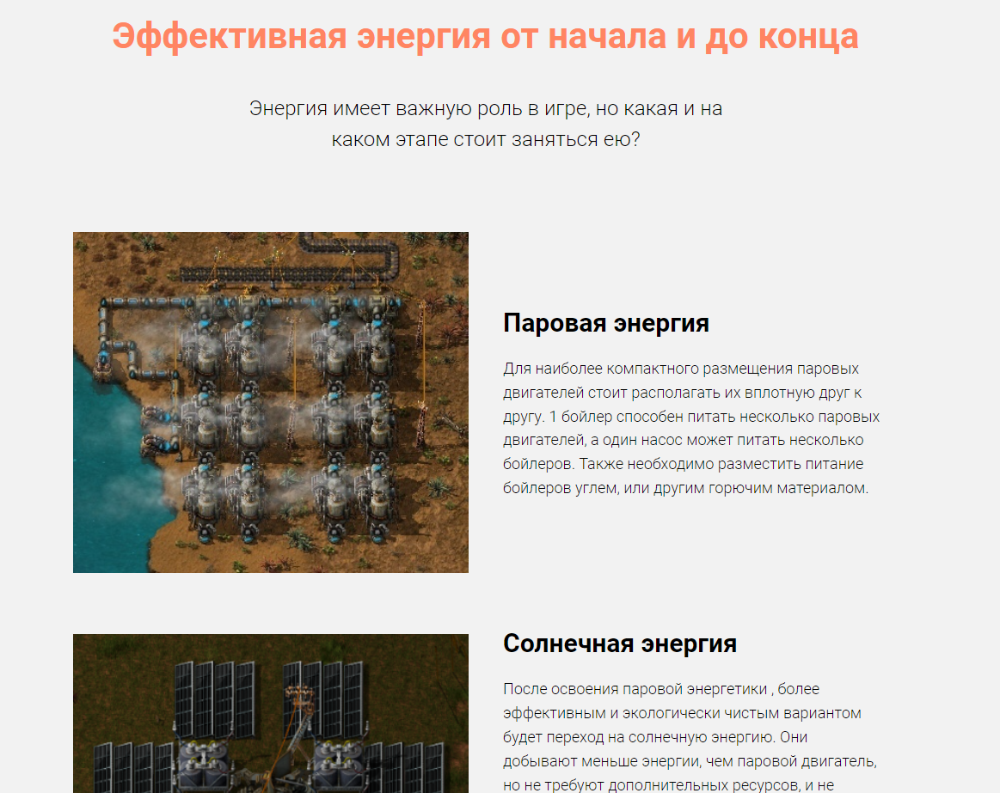 Эффективная энергия от начала и до конца
Энергия имеет важную роль в игре, но какая и на
каком этапе стоит заняться ею?
Паровая энергия
Для наиболее компактного размещения паровых
двигателей стоит располагать их вплотную друг к
другу. 1 бойлер способен питать несколько паровых
двигателей, а один насос может питать несколько
бойлеров. Также необходимо разместить питание
бойлеров углем, или другим горючим материалом.
Солнечная энергия
После освоения паровой энергетики , более
эффективным и экологически чистым вариантом
будет переход на солнечную энергию. Они
добывают меньше энергии, чем паровой двигатель,
но не требуют дополнительных ресурсов, и не